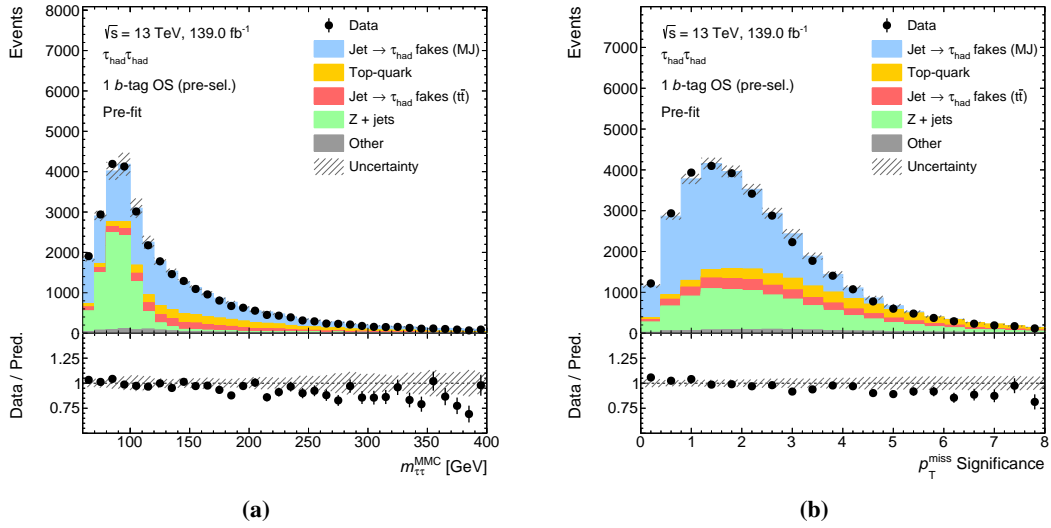 Events
8000
7000
6000
5000
4000
3000
2000
1000
0
√s = 13 TeV, 139.0 fb⁻¹
τhadτhad
1 b-tag OS (pre-sel.)
Pre-fit
Data
Jet → τhad fakes (MJ)
Top-quark
Jet → τhad fakes (tt̄)
Z + jets
Other
Uncertainty
Data / Pred.
1.25
1
0.75
100 150 200 250 300 350 400
mττ^MMC [GeV]
(a)
Events
8000
7000
6000
5000
4000
3000
2000
1000
0
√s = 13 TeV, 139.0 fb⁻¹
τhadτhad
1 b-tag OS (pre-sel.)
Pre-fit
Data
Jet → τhad fakes (MJ)
Top-quark
Jet → τhad fakes (tt̄)
Z + jets
Other
Uncertainty
Data / Pred.
1.25
1
0.75
0 1 2 3 4 5 6 7 8
pT^miss Significance
(b)